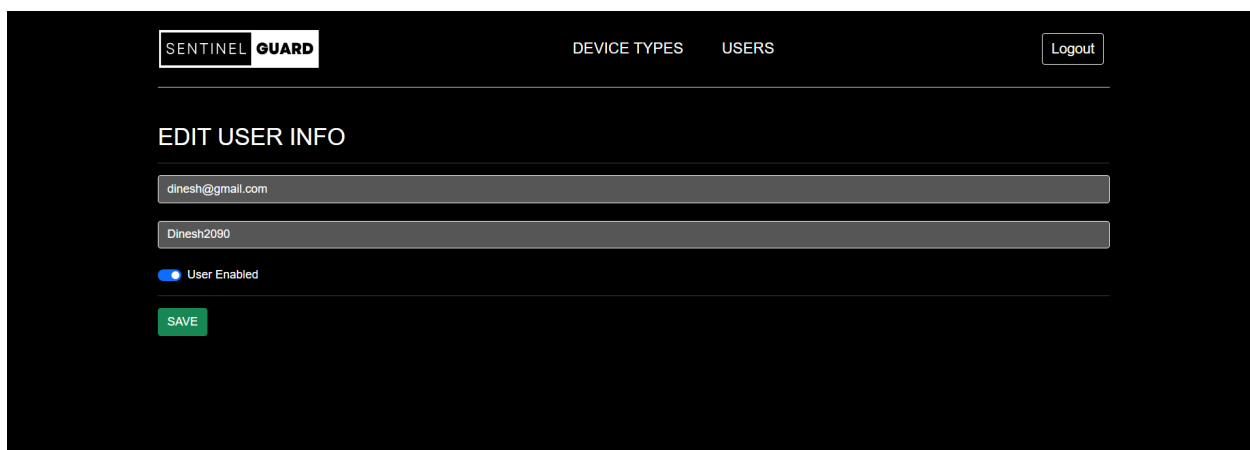 SENTINEL GUARD DEVICE TYPES USERS Logout
EDIT USER INFO
dinesh@gmail.com
Dinesh2090
User Enabled
SAVE